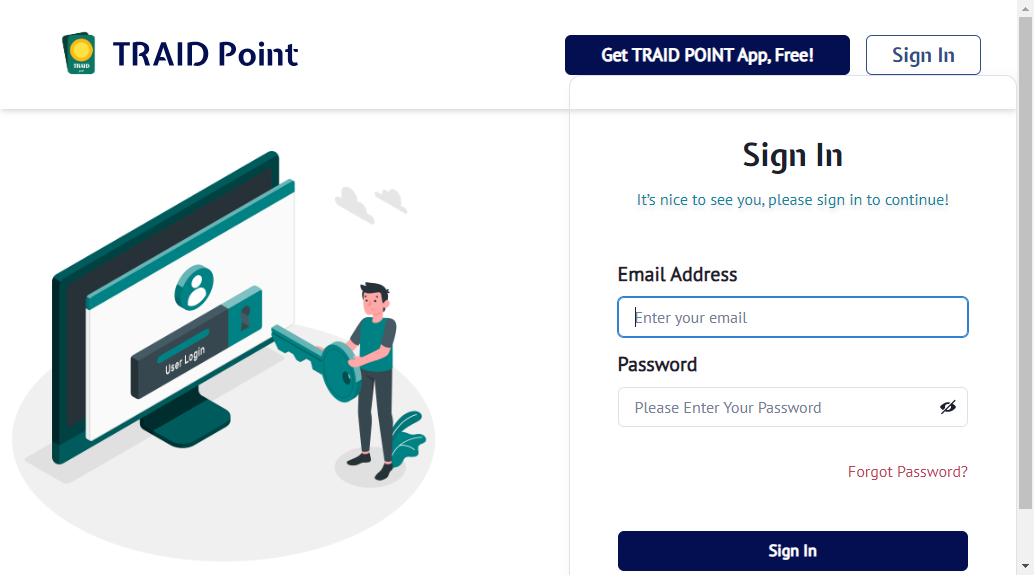 TRAID
TRAID Point
Get TRAID POINT App, Free!
Sign In
Sign In
It's nice to see you, please sign in to continue!
Email Address
Enter your email
Password
Please Enter Your Password
Forgot Password?
Sign In
User Login